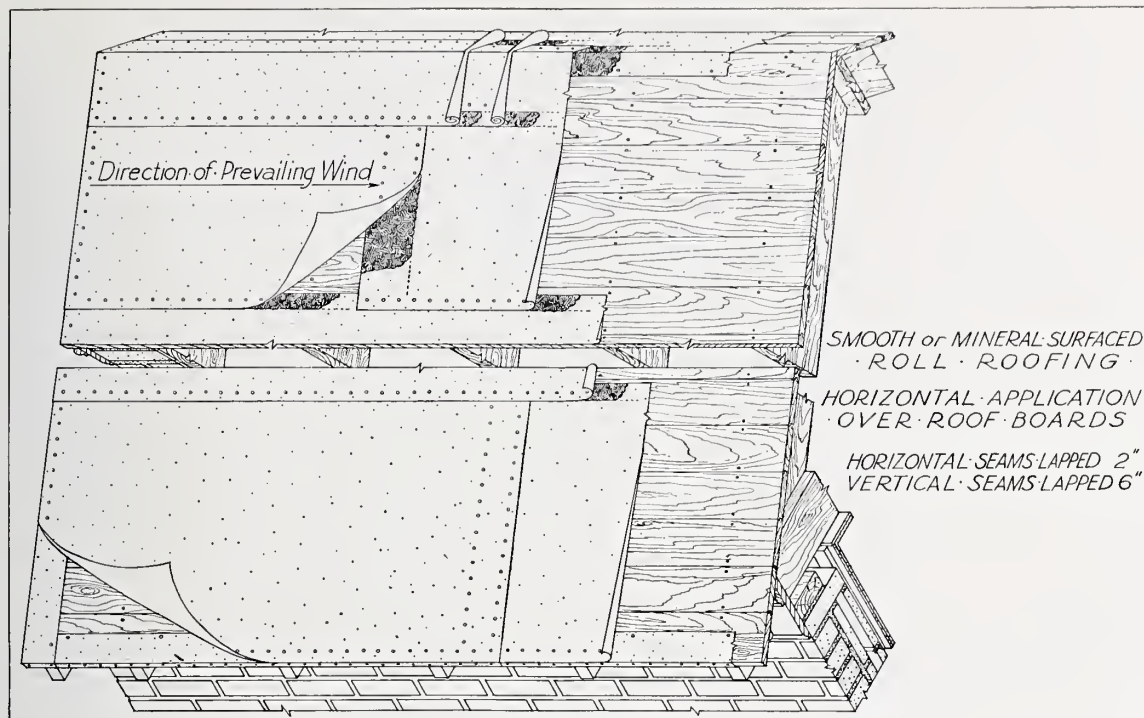 Direction·of·Prevailing Wind
SMOOTH or MINERAL·SURFACED
·ROLL·ROOFING·
HORIZONTAL·APPLICATION
·OVER·ROOF·BOARDS
HORIZONTAL·SEAMS·LAPPED 2"
VERTICAL·SEAMS·LAPPED 6"